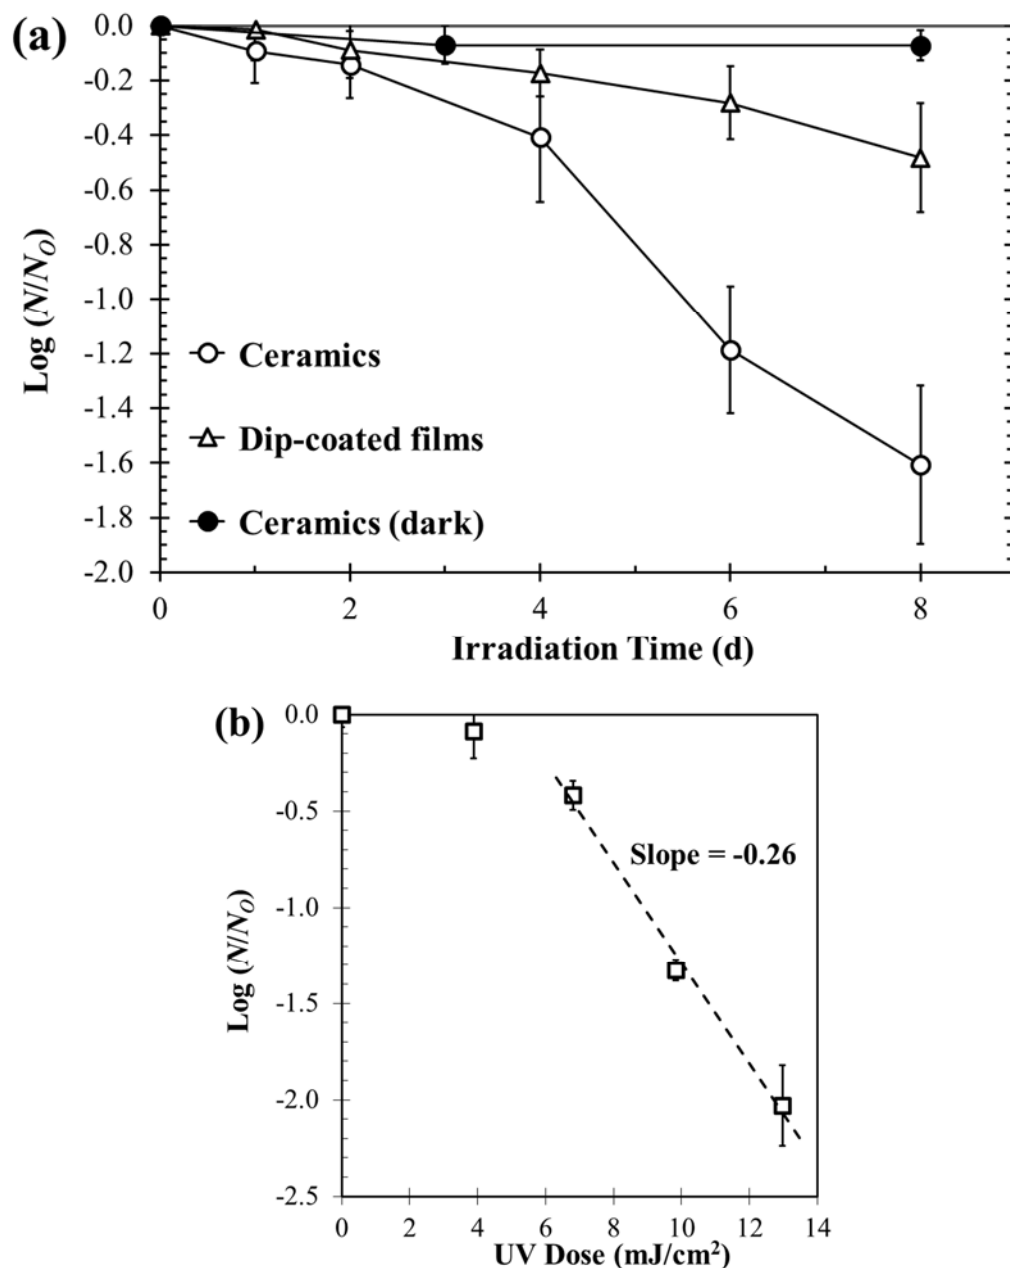 (a)
0.0
-0.2
-0.4
-0.6
-0.8
-1.0
-1.2
-1.4
-1.6
-1.8
-2.0
Log (N/N_O)
Ceramics
Dip-coated films
Ceramics (dark)
0 2 4 6 8
Irradiation Time (d)
(b)
0.0
-0.5
-1.0
-1.5
-2.0
-2.5
Log (N/N_O)
Slope = -0.26
0 2 4 6 8 10 12 14
UV Dose (mJ/cm²)